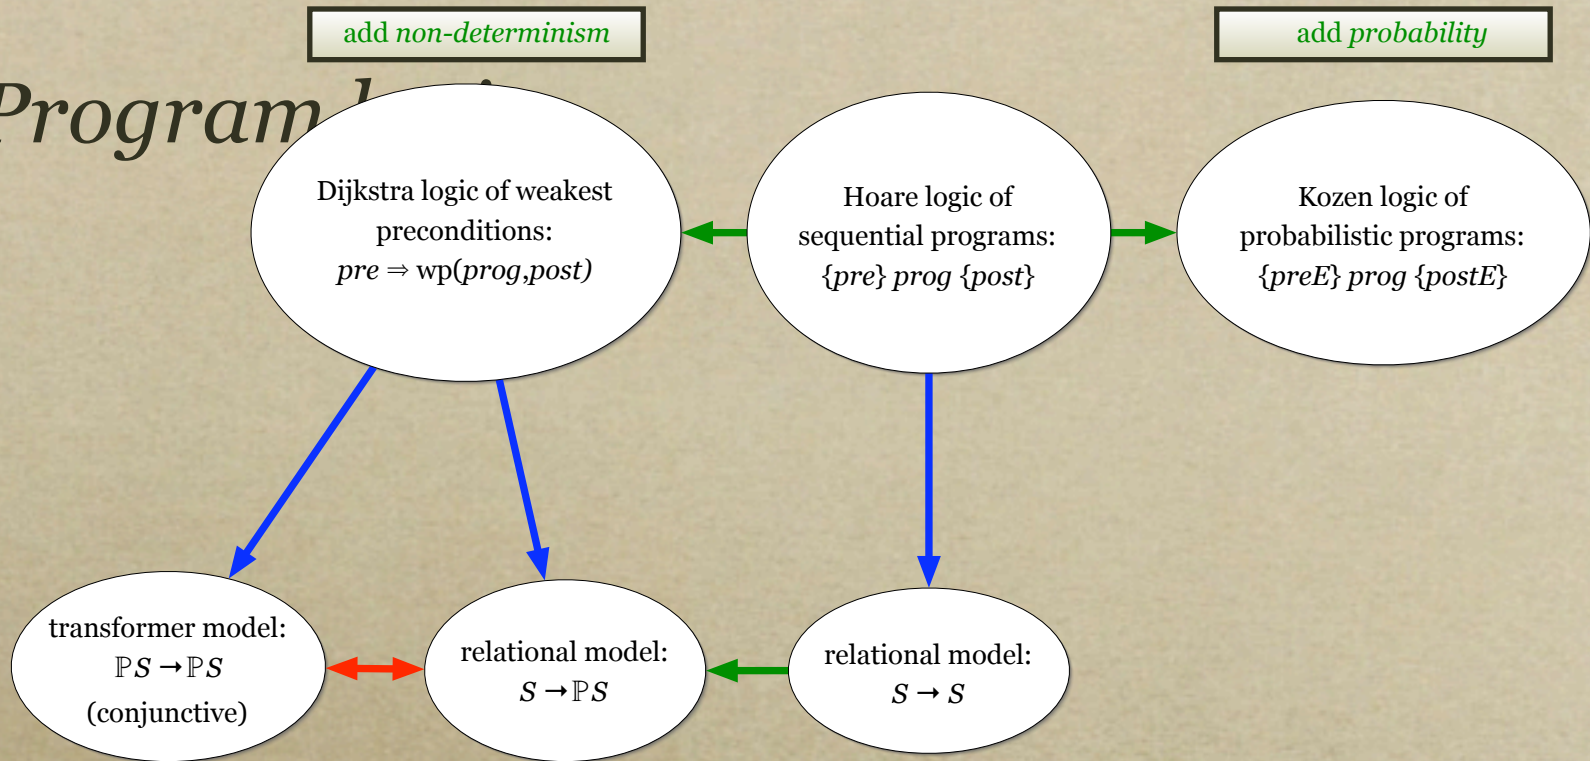 add non-determinism
add probability
Program
Dijkstra logic of weakest
preconditions:
pre ⇒ wp(prog,post)
Hoare logic of
sequential programs:
{pre} prog {post}
Kozen logic of
probabilistic programs:
{preE} prog {postE}
transformer model:
ℙS → ℙS
(conjunctive)
relational model:
S → ℙS
relational model:
S → S